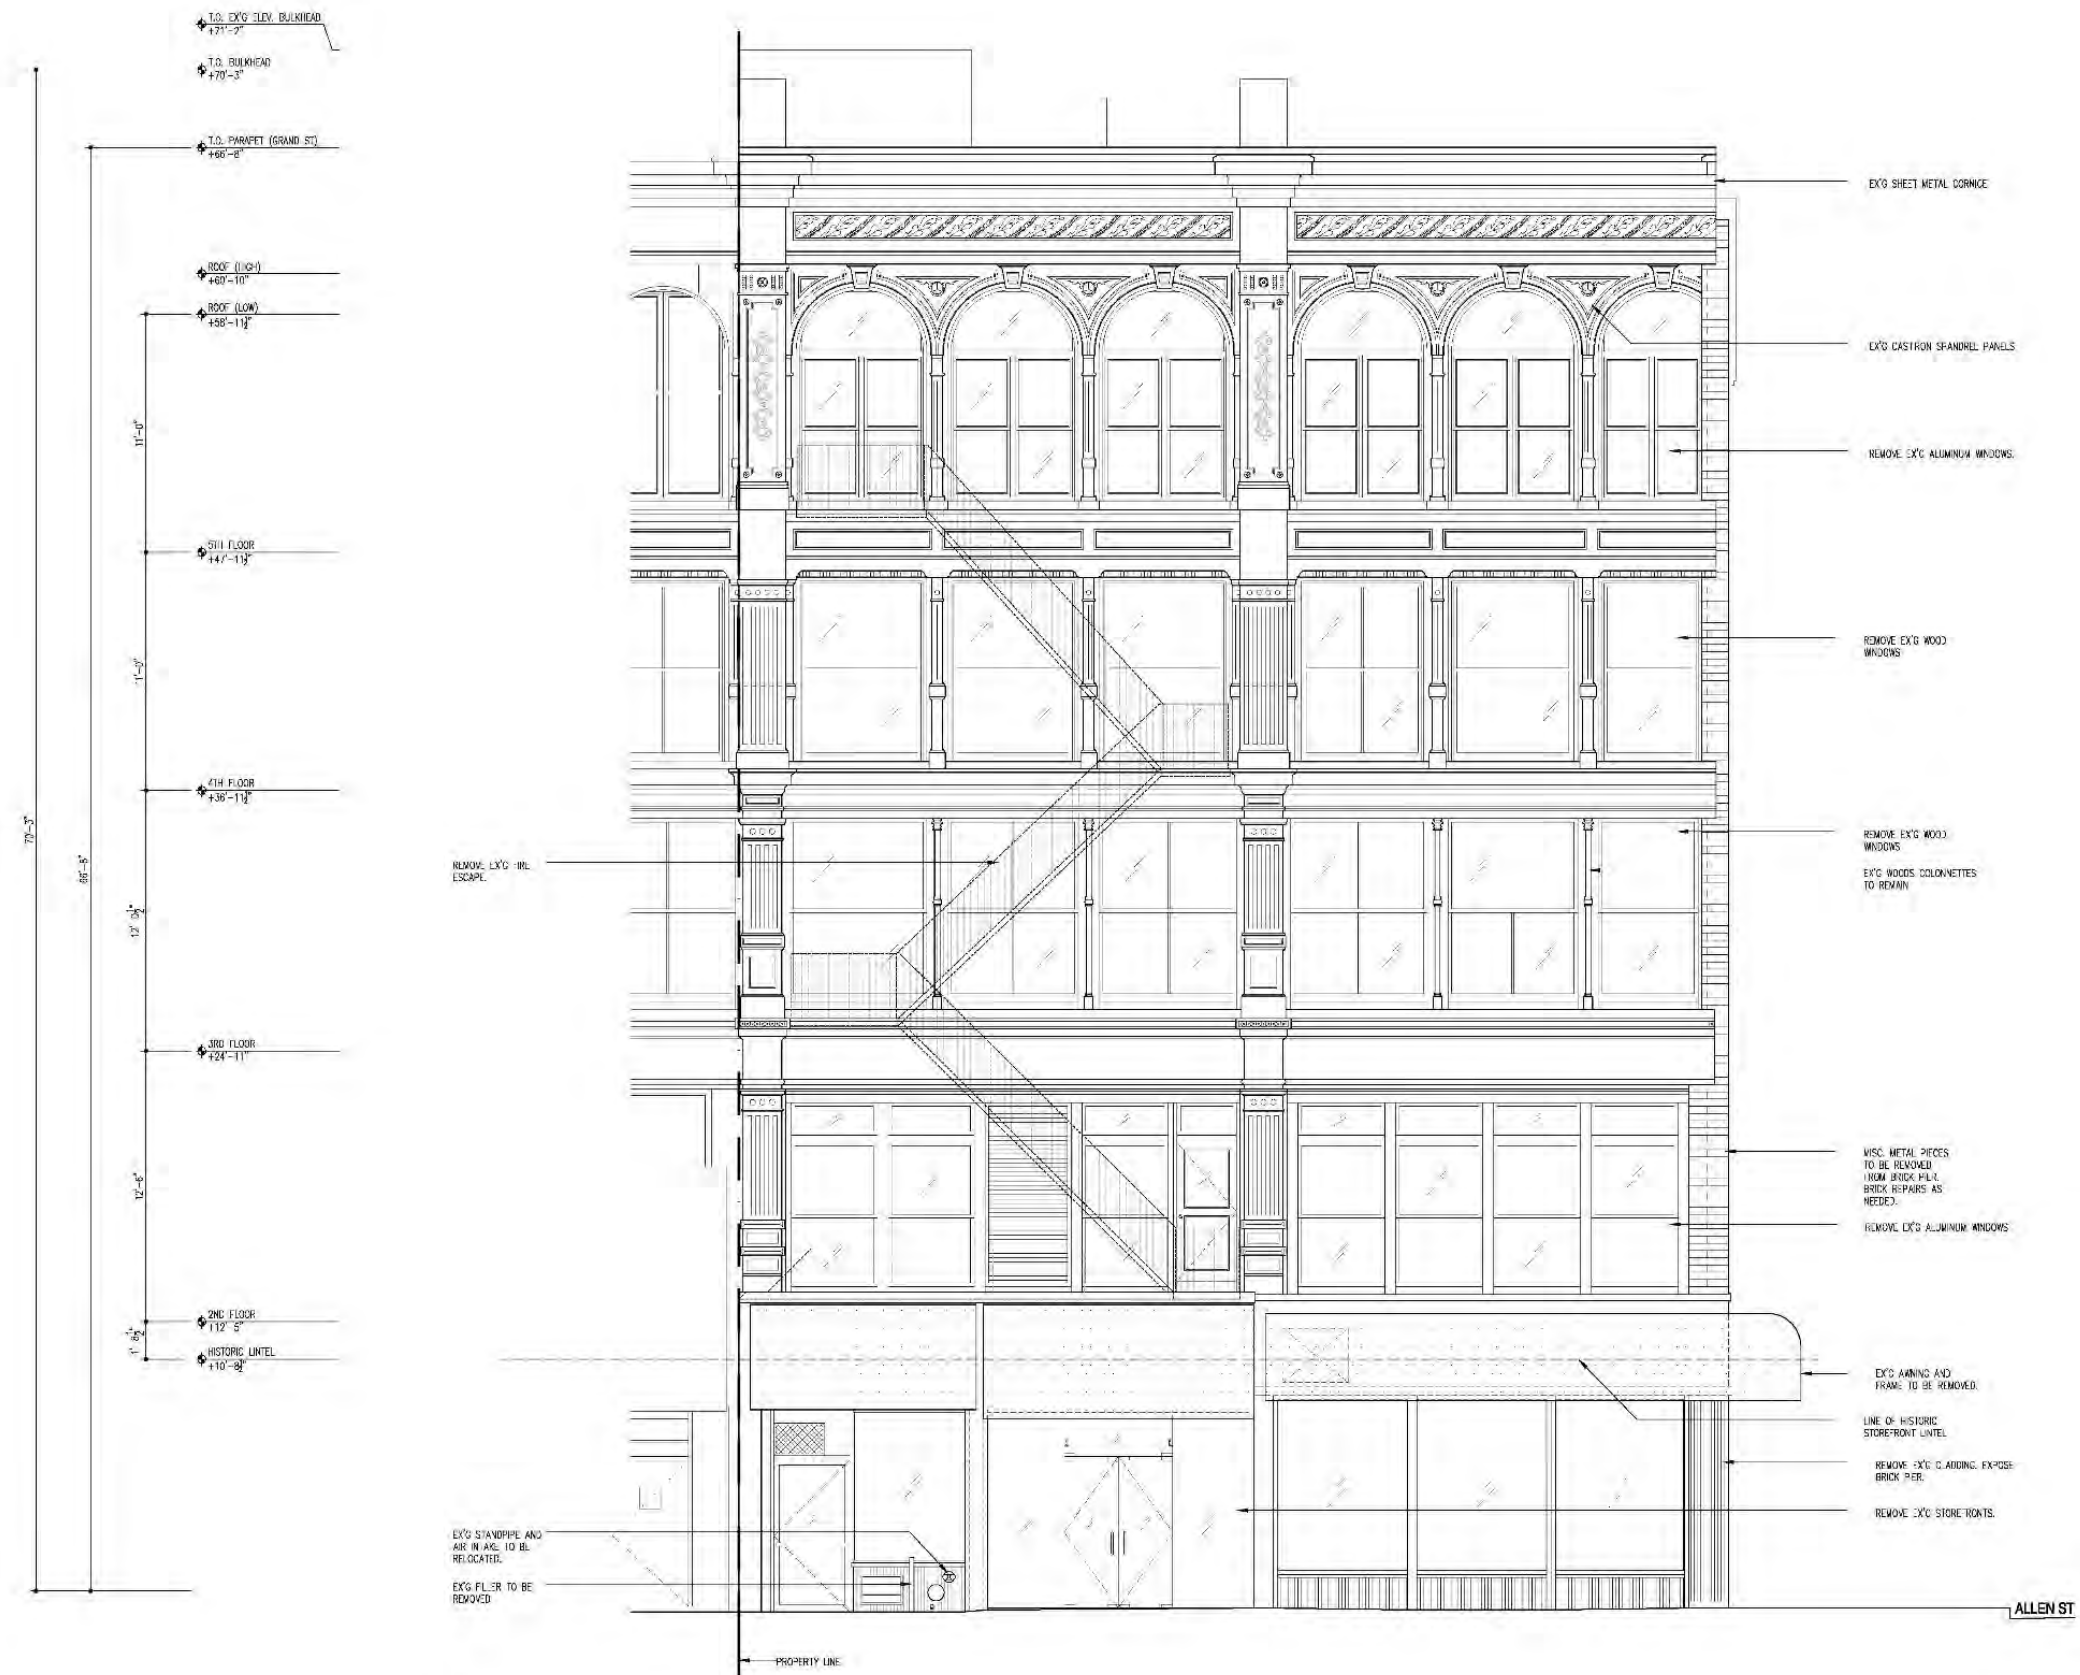 T.O. EX'G ELEV. BULKHEAD
+71'-2"
T.O. BULKHEAD
+70'-3"
T.O. PARAPET (GRAND ST)
+66'-8"
ROOF (HIGH)
+60'-10"
ROOF (LOW)
+58'-11½"
5TH FLOOR
+47'-11½"
4TH FLOOR
+36'-11½"
3RD FLOOR
+24'-11"
2ND FLOOR
+12'-5"
HISTORIC LINTEL
+10'-8½"
70'-3"
66'-8"
11'-0"
11'-0"
12' 0½"
12'-6"
1' 8½"
REMOVE EX'G FIRE
ESCAPE.
EX'G STANDPIPE AND
AIR INTAKE TO BE
RELOCATED.
EX'G FILLER TO BE
REMOVED
PROPERTY LINE
EX'G SHEET METAL CORNICE
EX'G CASTIRON SPANDREL PANELS
REMOVE EX'G ALUMINUM WINDOWS.
REMOVE EX'G WOOD
WINDOWS
REMOVE EX'G WOOD
WINDOWS
EX'G WOODS COLONNETTES
TO REMAIN
MISC. METAL PIECES
TO BE REMOVED
FROM BRICK PIER.
BRICK REPAIRS AS
NEEDED.
REMOVE EX'G ALUMINUM WINDOWS
EX'G AWNING AND
FRAME TO BE REMOVED.
LINE OF HISTORIC
STOREFRONT LINTEL
REMOVE EX'G CLADDING. EXPOSE
BRICK PIER.
REMOVE EX'G STOREFRONTS.
ALLEN ST